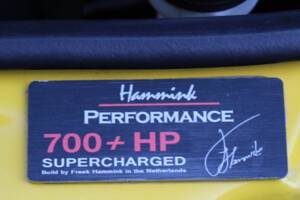 Hammink
PERFORMANCE
700+ HP
SUPERCHARGED
Build by Freek Hammink in the Netherlands